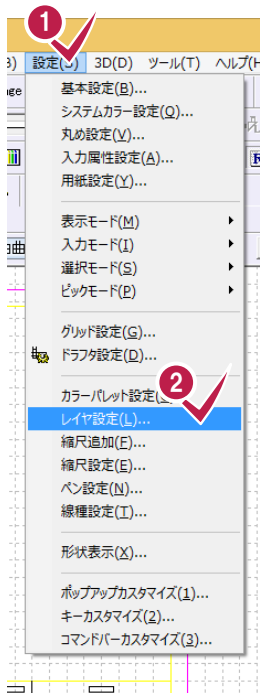 1
設定(S) 3D(D) ツール(T) ヘルプ(H
基本設定(B)...
システムカラー設定(Q)...
丸め設定(V)...
入力属性設定(A)...
用紙設定(Y)...
表示モード(M)
入力モード(I)
選択モード(S)
ピックモード(P)
グリッド設定(G)...
ドラフタ設定(D)...
カラーパレット設定
2
レイヤ設定(L)...
縮尺追加(F)...
縮尺設定(E)...
ペン設定(N)...
線種設定(T)...
形状表示(X)...
ポップアップカスタマイズ(1)...
キーカスタマイズ(2)...
コマンドバーカスタマイズ(3)...